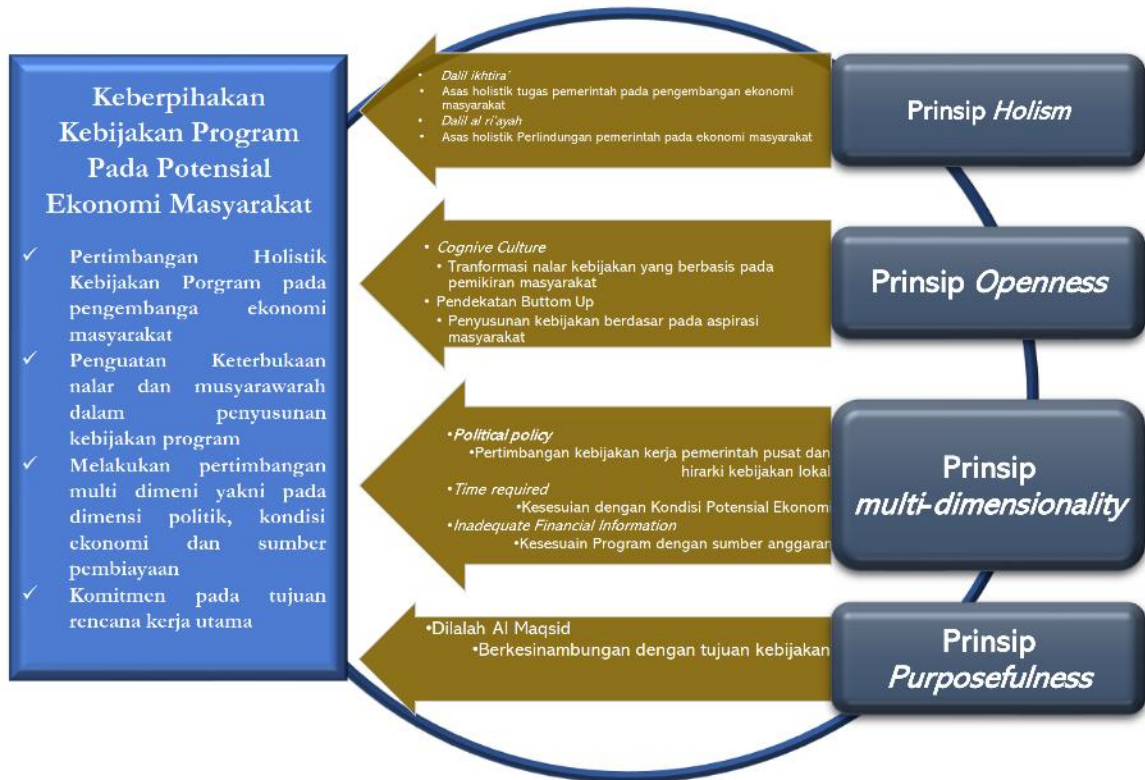 Keberpihakan
Kebijakan Program
Pada Potensial
Ekonomi Masyarakat
✓ Pertimbangan Holistik
Kebijakan Porgram pada
pengembanga ekonomi
masyarakat
✓ Penguatan Keterbukaan
nalar dan musyarawarah
dalam penyusunan
kebijakan program
✓ Melakukan pertimbangan
multi dimeni yakni pada
dimensi politik, kondisi
ekonomi dan sumber
pembiayaan
✓ Komitmen pada tujuan
rencana kerja utama
• Dalil ikhtira'
• Asas holistik tugas pemerintah pada pengembangan ekonomi
masyarakat
• Dalil al ri'ayah
• Asas holistik Perlindungan pemerintah pada ekonomi masyarakat
Prinsip Holism
• Cognive Culture
• Tranformasi nalar kebijakan yang berbasis pada
pemikiran masyarakat
• Pendekatan Buttom Up
• Penyusunan kebijakan berdasar pada aspirasi
masyarakat
Prinsip Openness
•Political policy
•Pertimbangan kebijakan kerja pemerintah pusat dan
hirarki kebijakan lokal
•Time required
•Kesesuian dengan Kondisi Potensial Ekonomi
•Inadequate Financial Information
•Kesesuain Program dengan sumber anggaran
Prinsip
multi-dimensionality
•Dilalah Al Maqsid
•Berkesinambungan dengan tujuan kebijakan
Prinsip
Purposefulness